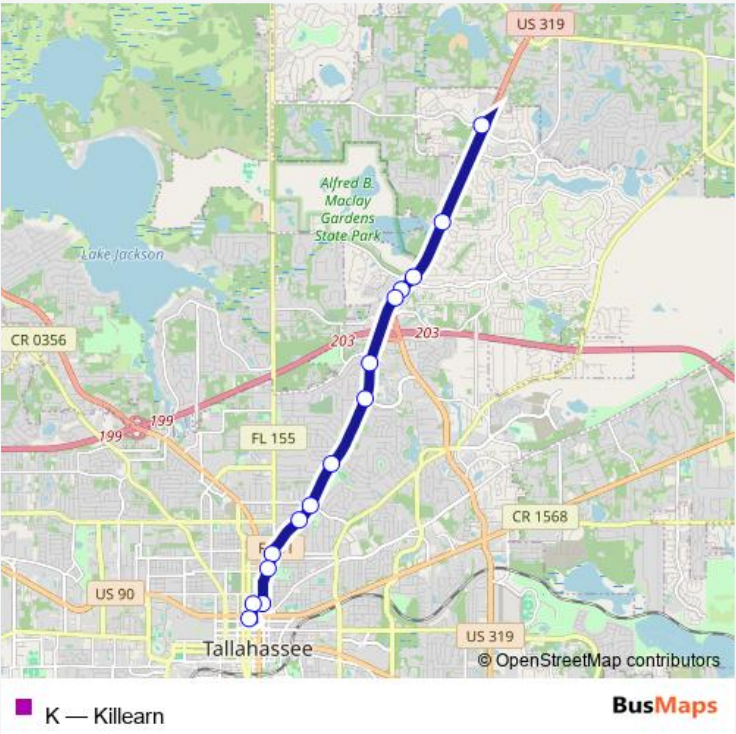 US 319
Alfred B.
Maclay
Gardens
State Park
Lake Jackson
CR 0356
203
203
199
199
FL 155
CR 1568
US 90
US 319
Tallahassee
© OpenStreetMap contributors
K — Killearn
BusMaps